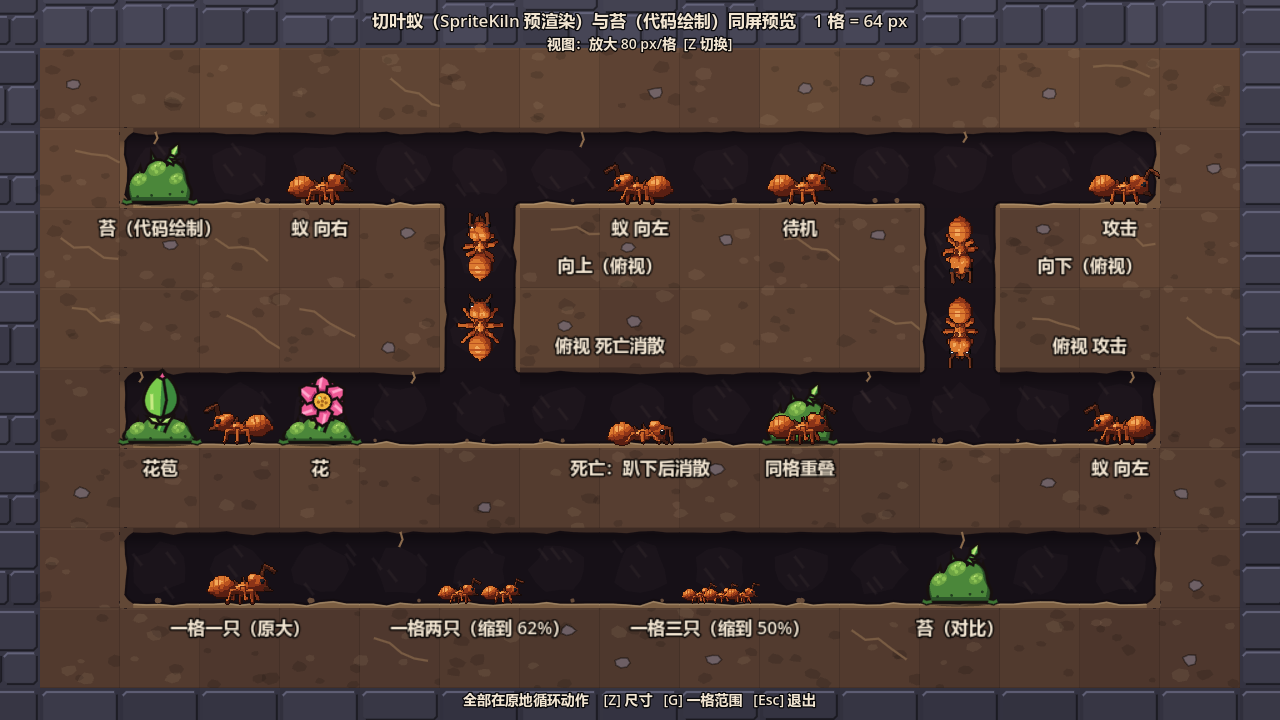 切叶蚁（SpriteKiln 预渲染）与苔（代码绘制）同屏预览 1 格 = 64 px
视图：放大 80 px/格 [Z 切换]
苔（代码绘制）
蚁 向右
蚁 向左
待机
攻击
向上（俯视）
向下（俯视）
俯视 死亡消散
俯视 攻击
花苞
花
死亡：趴下后消散
同格重叠
蚁 向左
一格一只（原大）
一格两只（缩到 62%）
一格三只（缩到 50%）
苔（对比）
全部在原地循环动作 [Z] 尺寸 [G] 一格范围 [Esc] 退出